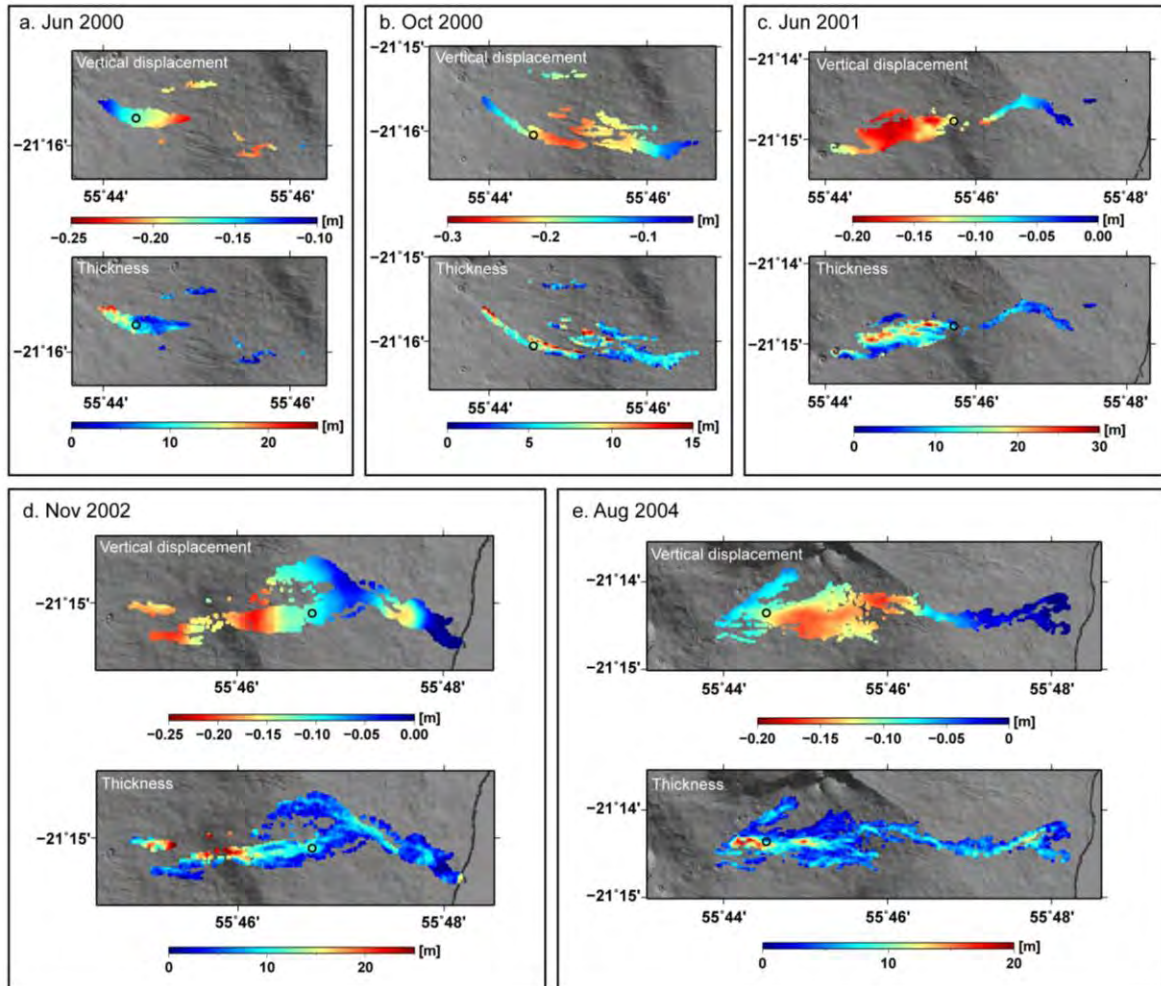 a. Jun 2000
Vertical displacement
−21˚16'
55˚44' 55˚46'
[m]
−0.25 −0.20 −0.15 −0.10
Thickness
−21˚16'
55˚44' 55˚46'
[m]
0 10 20
b. Oct 2000
−21˚15'
Vertical displacement
−21˚16'
55˚44' 55˚46'
[m]
−0.3 −0.2 −0.1
−21˚15'
Thickness
−21˚16'
55˚44' 55˚46'
[m]
0 5 10 15
c. Jun 2001
−21˚14'
Vertical displacement
−21˚15'
55˚44' 55˚46' 55˚48'
[m]
−0.20 −0.15 −0.10 −0.05 0.00
−21˚14'
Thickness
−21˚15'
55˚44' 55˚46' 55˚48'
[m]
0 10 20 30
d. Nov 2002
Vertical displacement
−21˚15'
55˚46' 55˚48'
[m]
−0.25 −0.20 −0.15 −0.10 −0.05 0.00
Thickness
−21˚15'
55˚46' 55˚48'
[m]
0 10 20
e. Aug 2004
Vertical displacement
−21˚14'
−21˚15'
55˚44' 55˚46' 55˚48'
[m]
−0.20 −0.15 −0.10 −0.05 0
Thickness
−21˚14'
−21˚15'
55˚44' 55˚46' 55˚48'
[m]
0 10 20